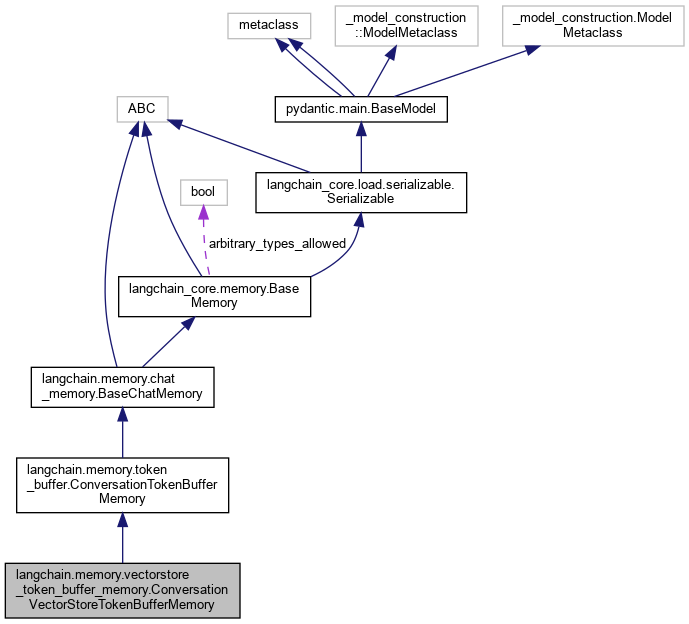 metaclass
_model_construction
::ModelMetaclass
_model_construction.Model
Metaclass
ABC
pydantic.main.BaseModel
bool
langchain_core.load.serializable.
Serializable
arbitrary_types_allowed
langchain_core.memory.Base
Memory
langchain.memory.chat
_memory.BaseChatMemory
langchain.memory.token
_buffer.ConversationTokenBuffer
Memory
langchain.memory.vectorstore
_token_buffer_memory.Conversation
VectorStoreTokenBufferMemory